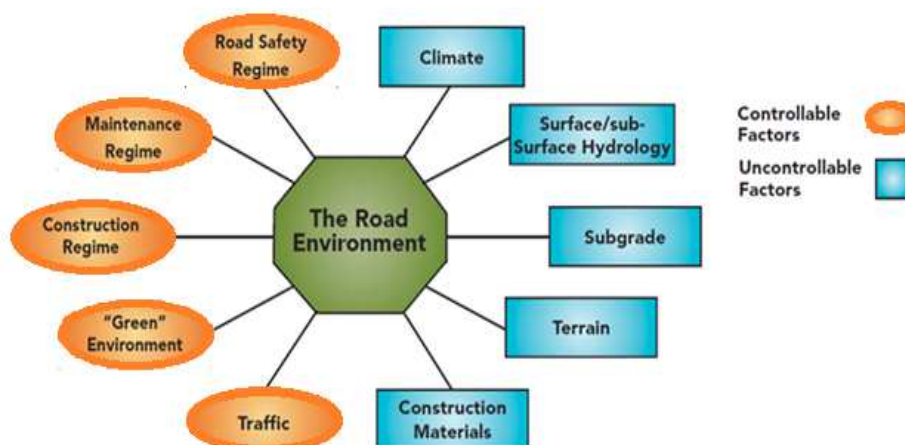 Road Safety
Regime
Climate
Maintenance
Regime
Surface/sub-
Surface Hydrology
Controllable
Factors
Uncontrollable
Factors
Construction
Regime
The Road
Environment
Subgrade
"Green"
Environment
Terrain
Traffic
Construction
Materials